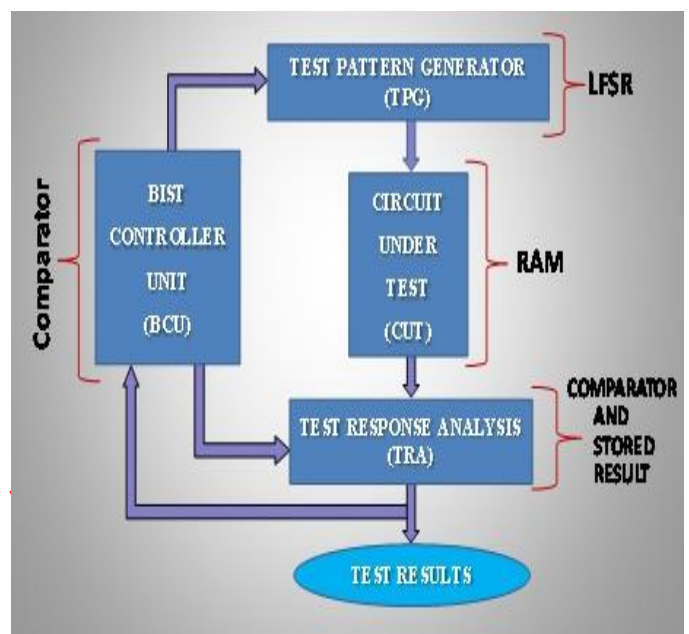 TEST PATTERN GENERATOR
(TPG)
LFSR
Comparator
BIST
CONTROLLER
UNIT
(BCU)
CIRCUIT
UNDER
TEST
(CUT)
RAM
TEST RESPONSE ANALYSIS
(TRA)
COMPARATOR
AND
STORED
RESULT
TEST RESULTS